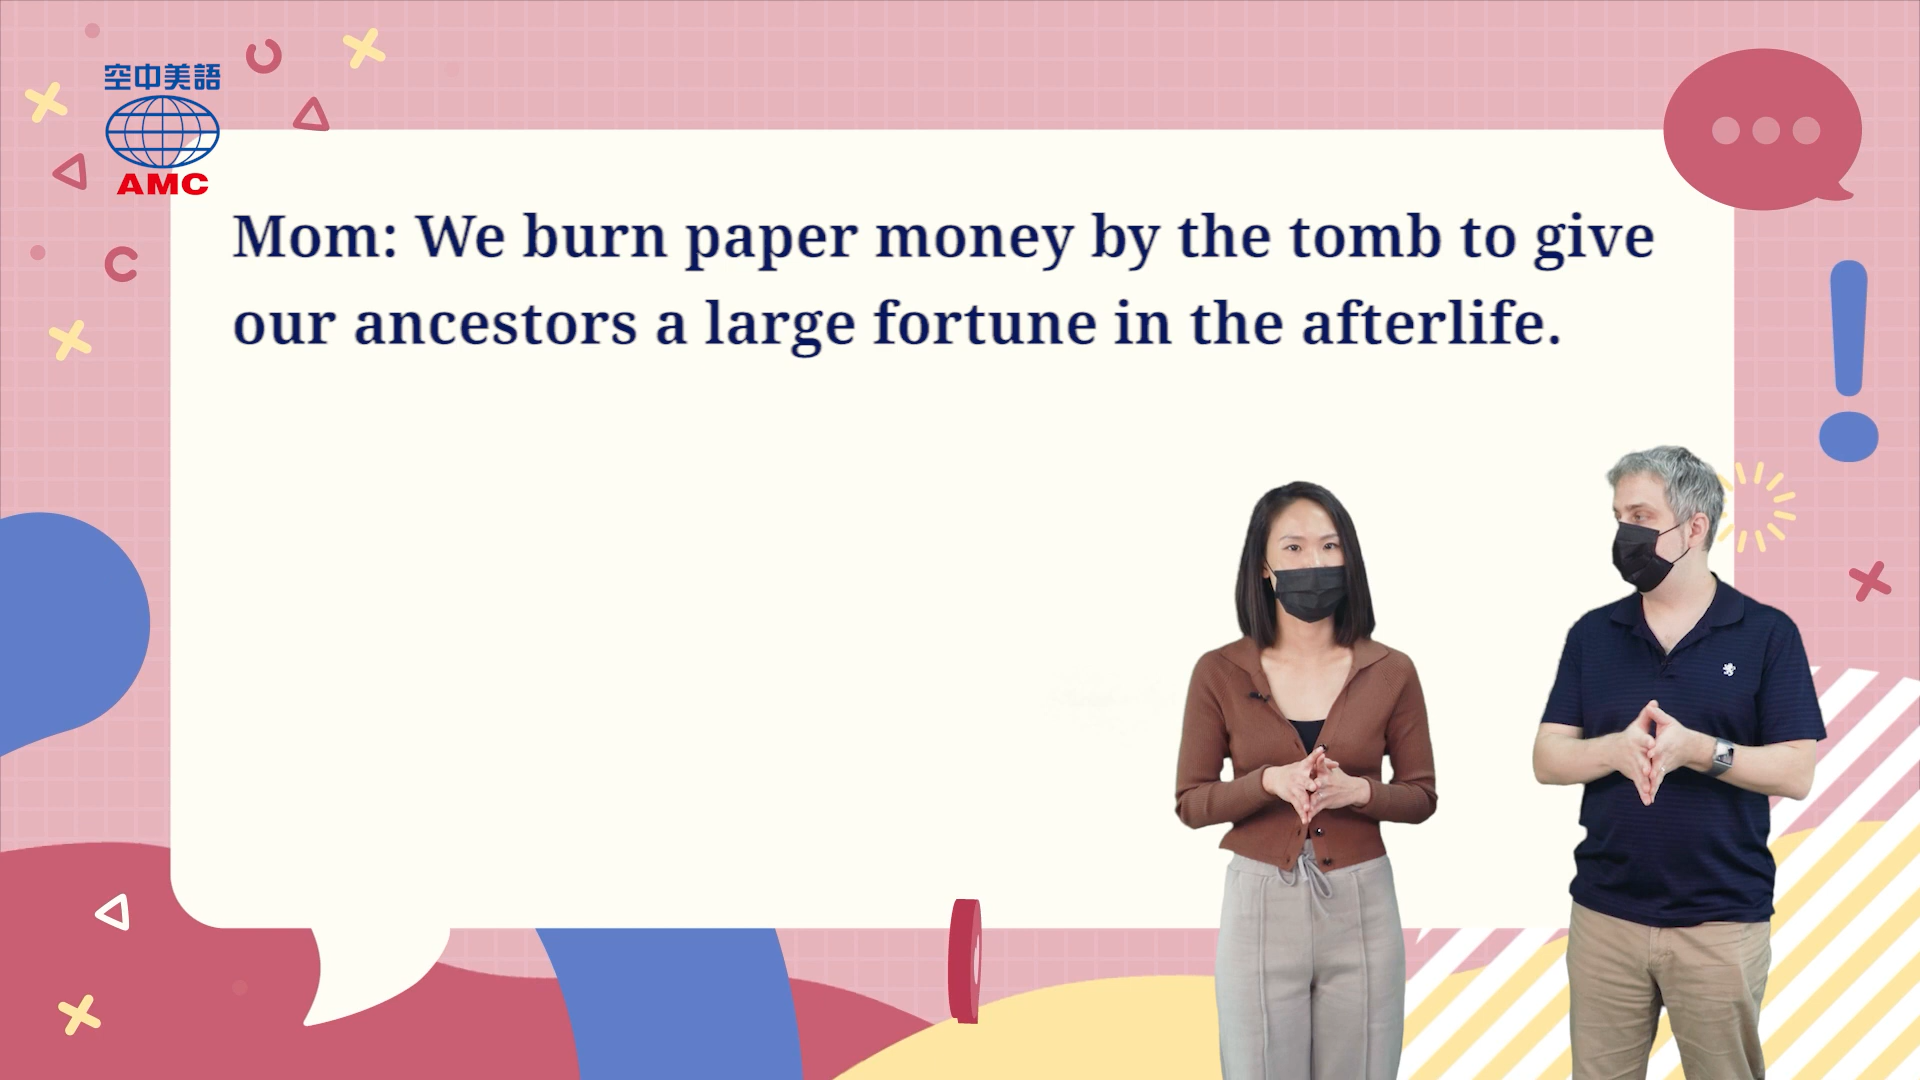 空中美語
AMC
Mom: We burn paper money by the tomb to give
our ancestors a large fortune in the afterlife.